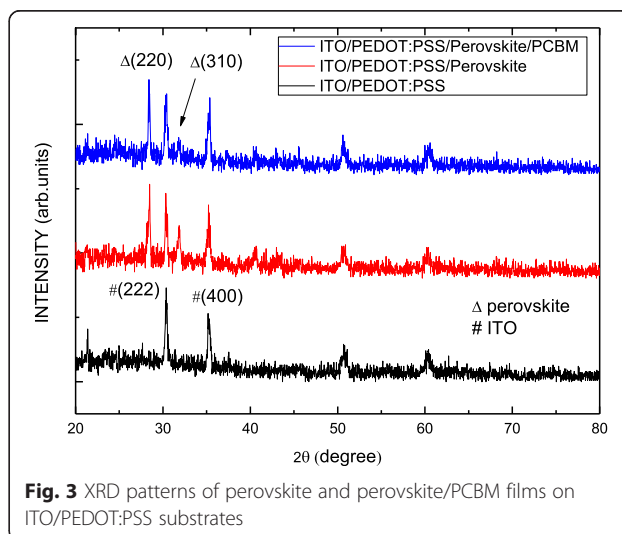 ITO/PEDOT:PSS/Perovskite/PCBM
ITO/PEDOT:PSS/Perovskite
ITO/PEDOT:PSS
Δ(220)
Δ(310)
#(222)
#(400)
Δ perovskite
# ITO
INTENSITY (arb.units)
20 30 40 50 60 70 80
2θ (degree)
Fig. 3 XRD patterns of perovskite and perovskite/PCBM films on
ITO/PEDOT:PSS substrates